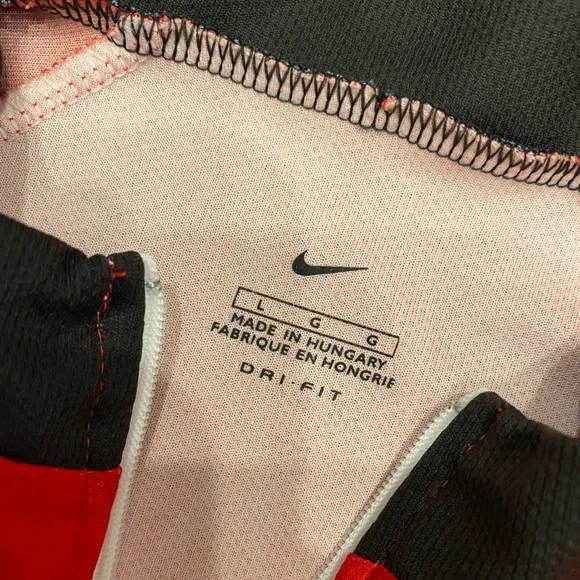 L G G
MADE IN HUNGARY
FABRIQUE EN HONGRIE
DRI-FIT